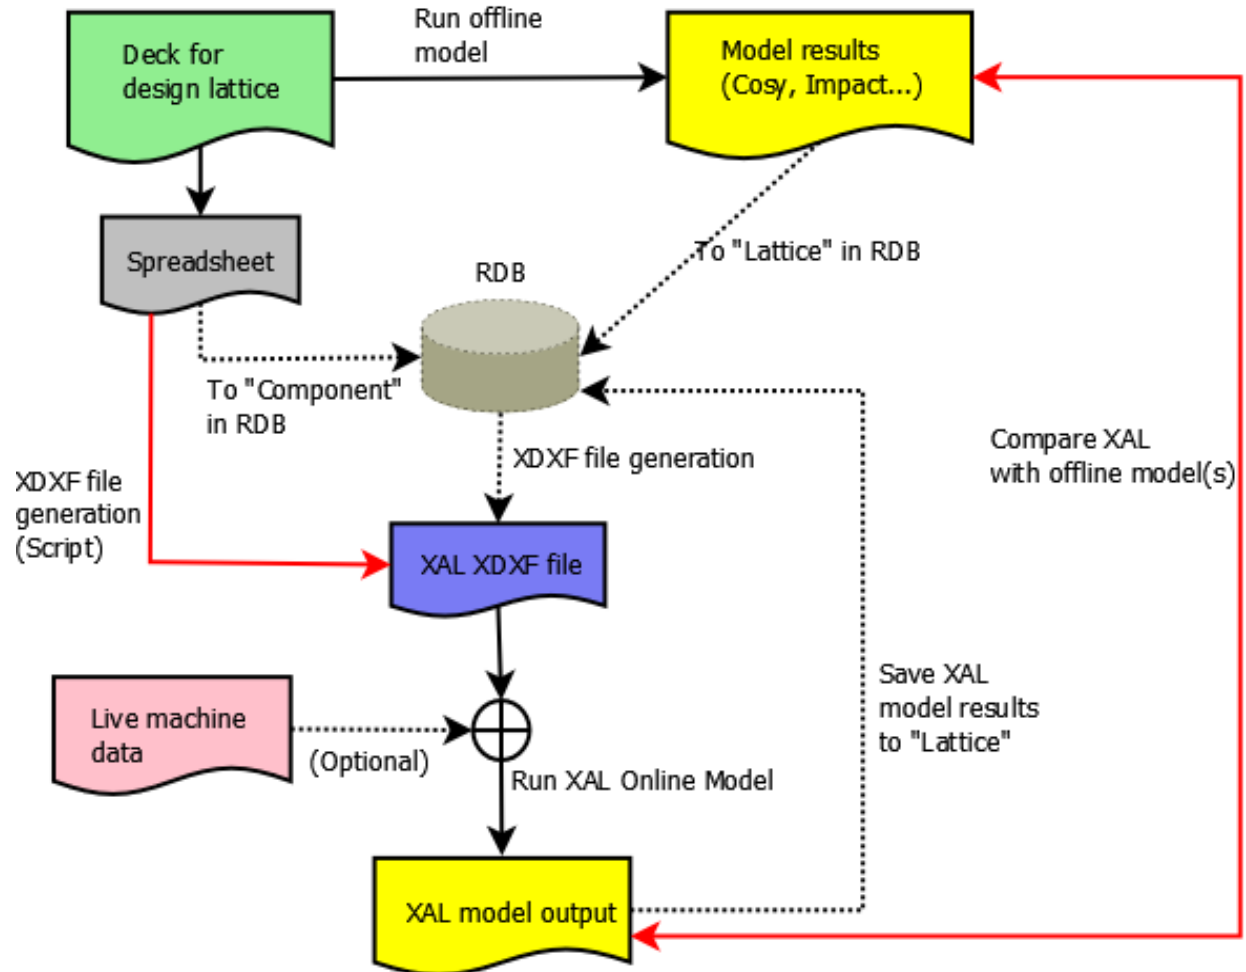 Run offline
model
Deck for
design lattice
Model results
(Cosy, Impact...)
Spreadsheet
To "Lattice" in RDB
RDB
To "Component"
in RDB
Compare XAL
with offline model(s)
XDXF file generation
XDXF file
generation
(Script)
XAL XDXF file
Live machine
data
(Optional)
Save XAL
model results
to "Lattice"
Run XAL Online Model
XAL model output